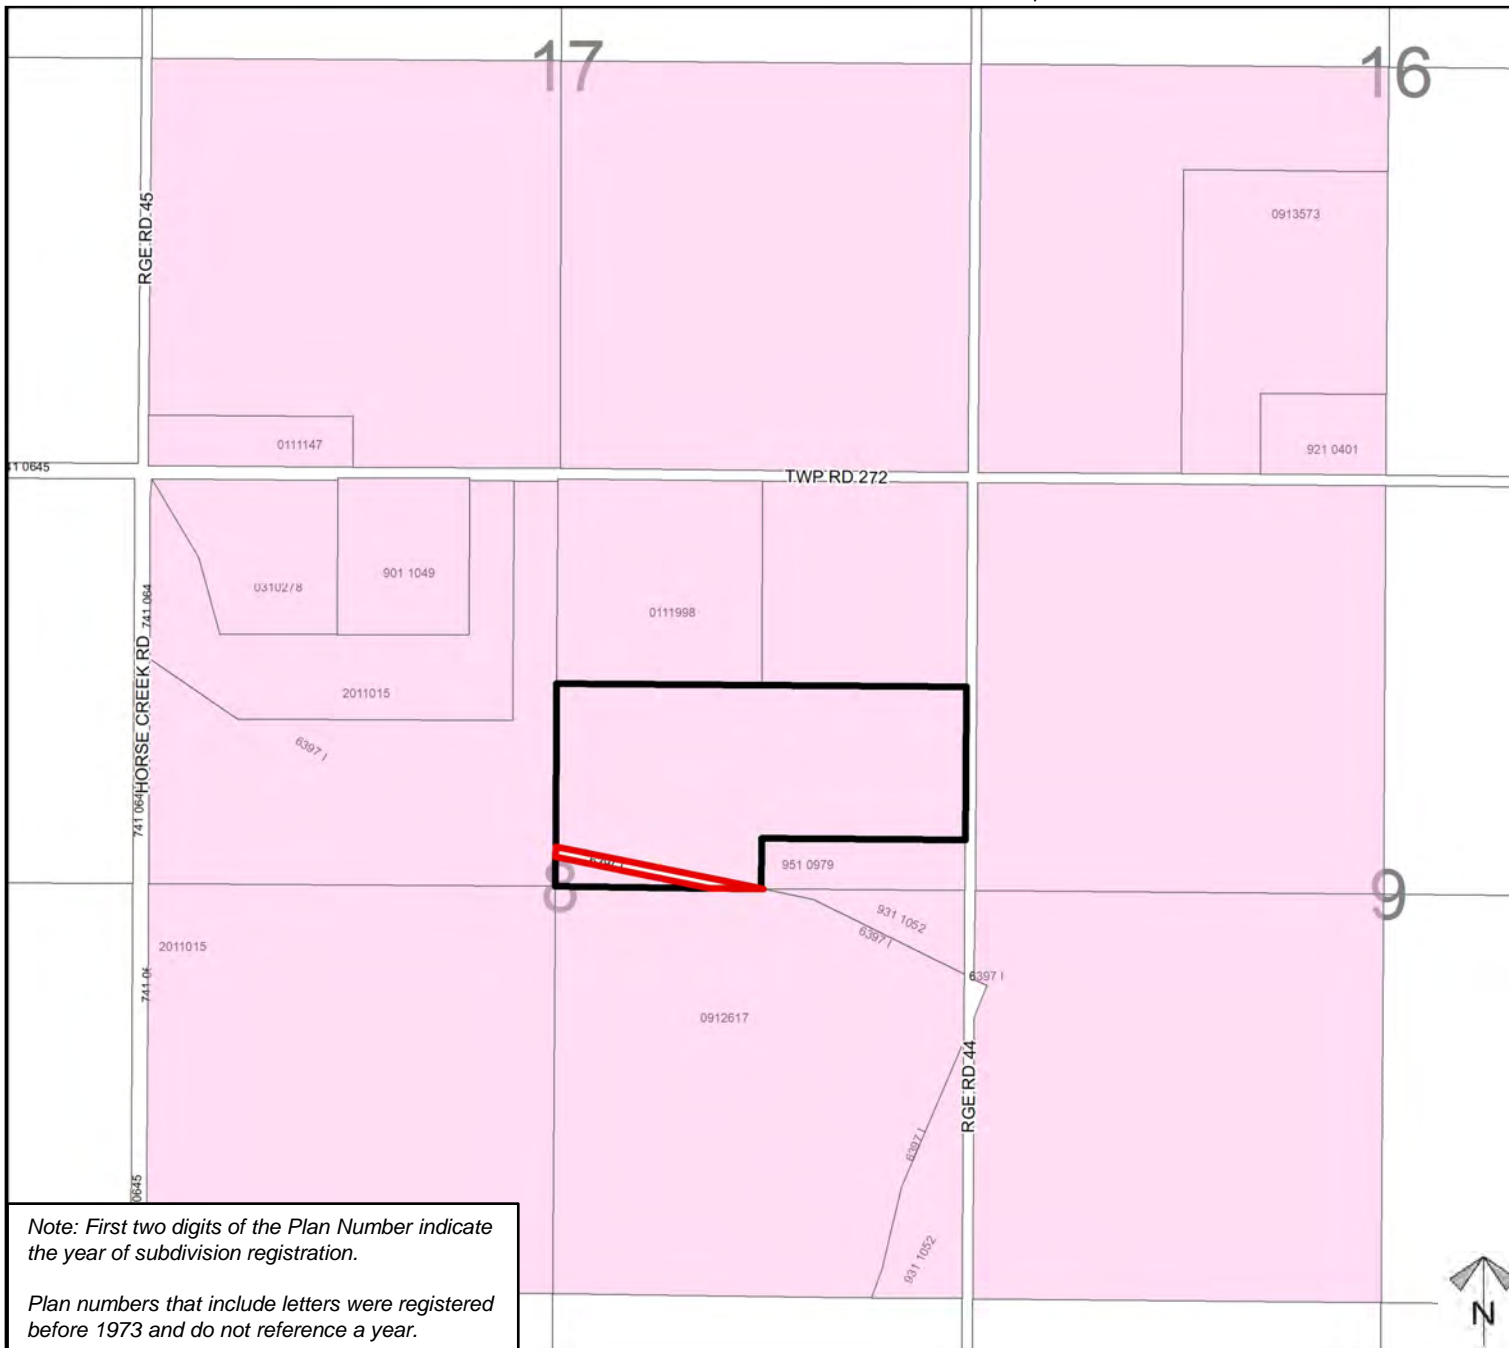 17
16
RGE RD 45
0913573
0111147
921 0401
TWP RD 272
0310278
901 1049
741 064
0111998
HORSE CREEK RD
2011015
6397 I
741 064
951 0979
8
9
931 1052
6397 I
2011015
6397 I
0912617
RGE RD 44
6397 I
0645
931 1052
Note: First two digits of the Plan Number indicate
the year of subdivision registration.
Plan numbers that include letters were registered
before 1973 and do not reference a year.
N